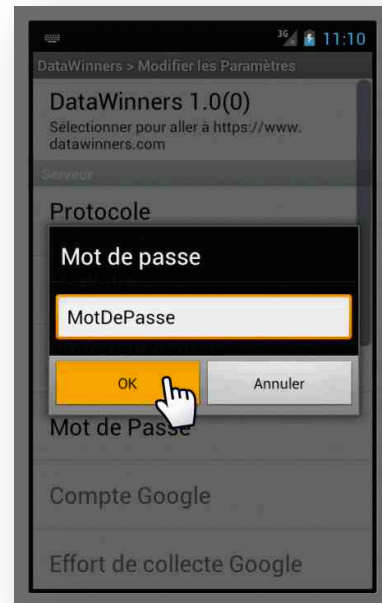 3G 11:10
DataWinners > Modifier les Paramètres
DataWinners 1.0(0)
Sélectionner pour aller à https://www.
datawinners.com
Serveur
Protocole
Mot de passe
MotDePasse
OK Annuler
Mot de Passe
Compte Google
Effort de collecte Google